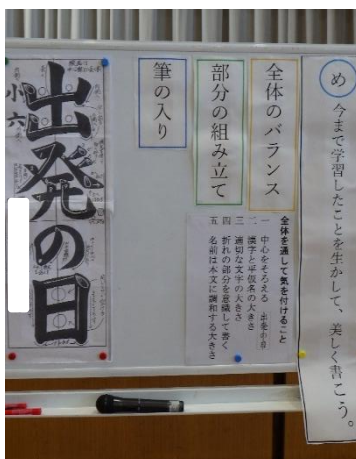 め
今まで学習したことを生かして、美しく書こう。
全体のバランス
部分の組み立て
筆の入り
全体を通して気を付けること
一 中心をそろえる 出発の日
二 漢字と平仮名の大きさ
三 適切な文字の大きさ
四 折れの部分を意識して書く
五 名前は本文に調和する大きさ
出発の日
小六